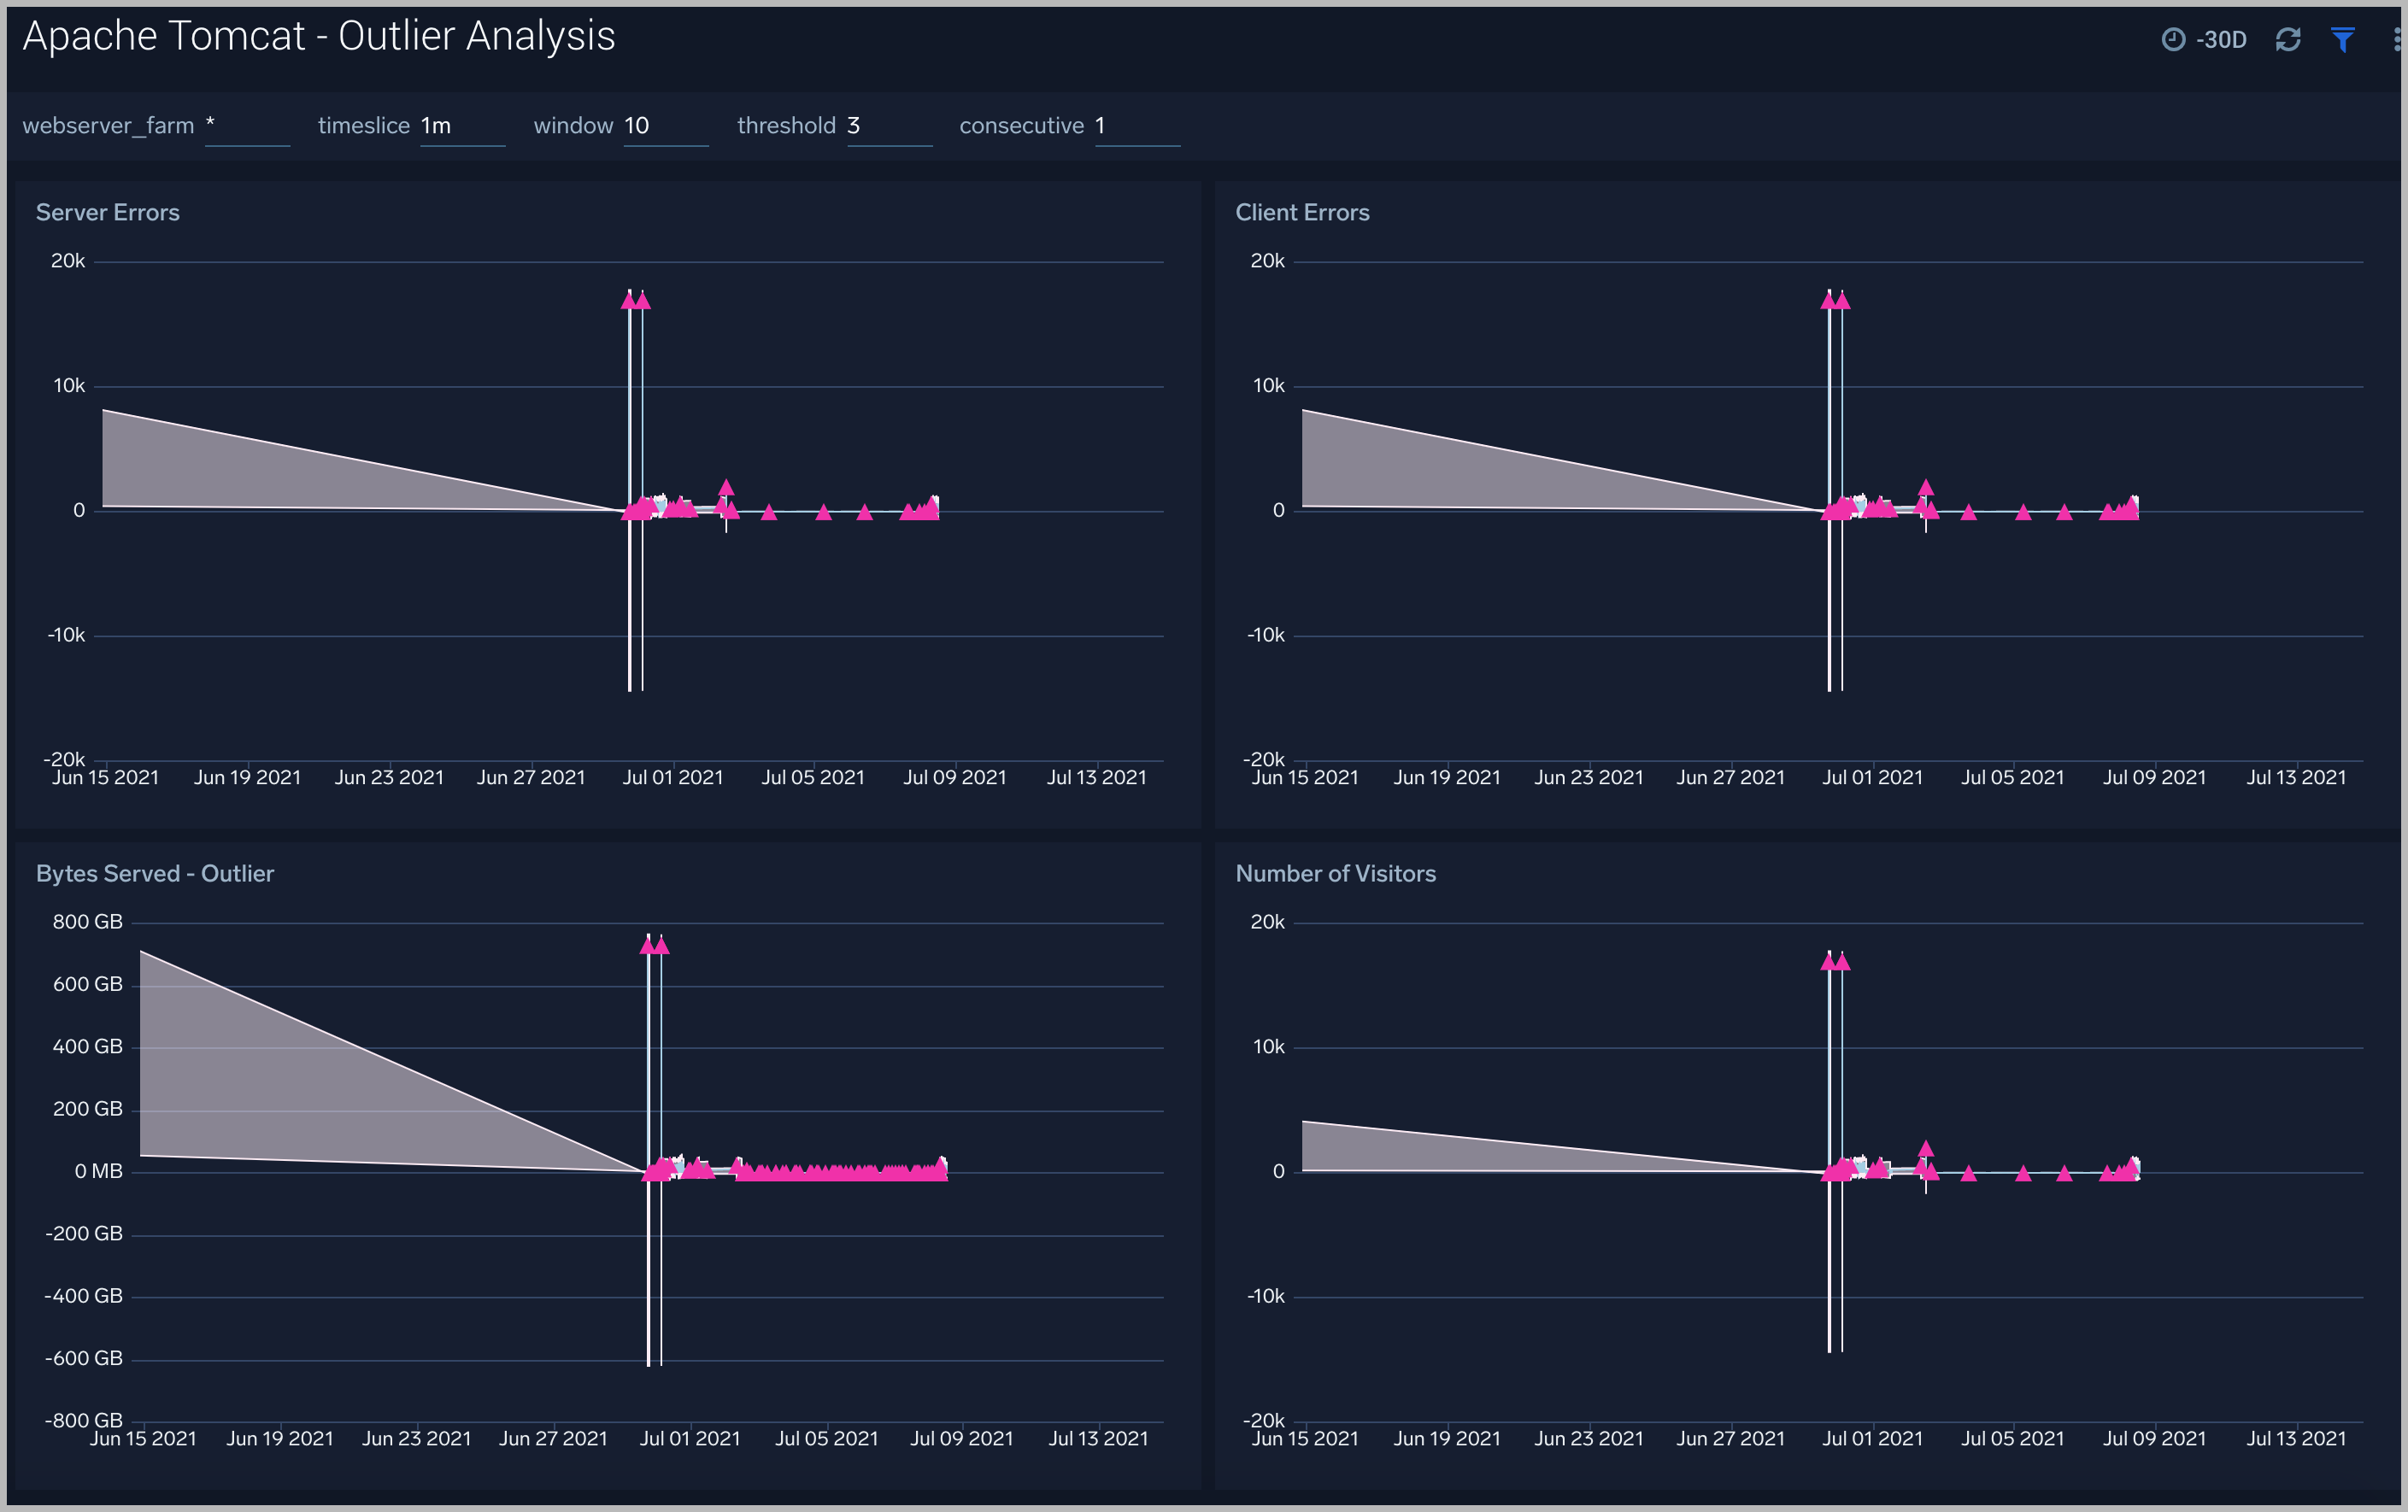 Apache Tomcat - Outlier Analysis
-30D
webserver_farm * timeslice 1m window 10 threshold 3 consecutive 1
Server Errors
20k
10k
0
-10k
-20k
Jun 15 2021 Jun 19 2021 Jun 23 2021 Jun 27 2021 Jul 01 2021 Jul 05 2021 Jul 09 2021 Jul 13 2021
Client Errors
20k
10k
0
-10k
-20k
Jun 15 2021 Jun 19 2021 Jun 23 2021 Jun 27 2021 Jul 01 2021 Jul 05 2021 Jul 09 2021 Jul 13 2021
Bytes Served - Outlier
800 GB
600 GB
400 GB
200 GB
0 MB
-200 GB
-400 GB
-600 GB
-800 GB
Jun 15 2021 Jun 19 2021 Jun 23 2021 Jun 27 2021 Jul 01 2021 Jul 05 2021 Jul 09 2021 Jul 13 2021
Number of Visitors
20k
10k
0
-10k
-20k
Jun 15 2021 Jun 19 2021 Jun 23 2021 Jun 27 2021 Jul 01 2021 Jul 05 2021 Jul 09 2021 Jul 13 2021